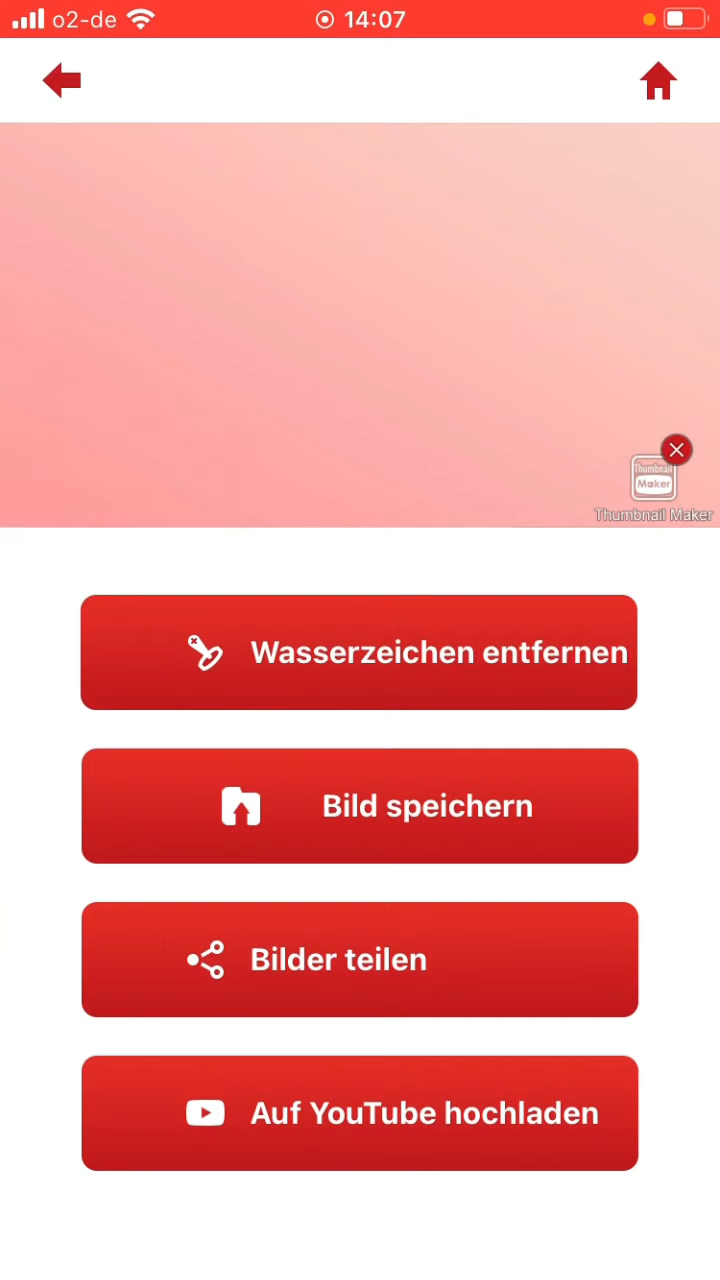 o2-de 14:07
Thumbnail
Maker
Thumbnail Maker
Wasserzeichen entfernen
Bild speichern
Bilder teilen
Auf YouTube hochladen